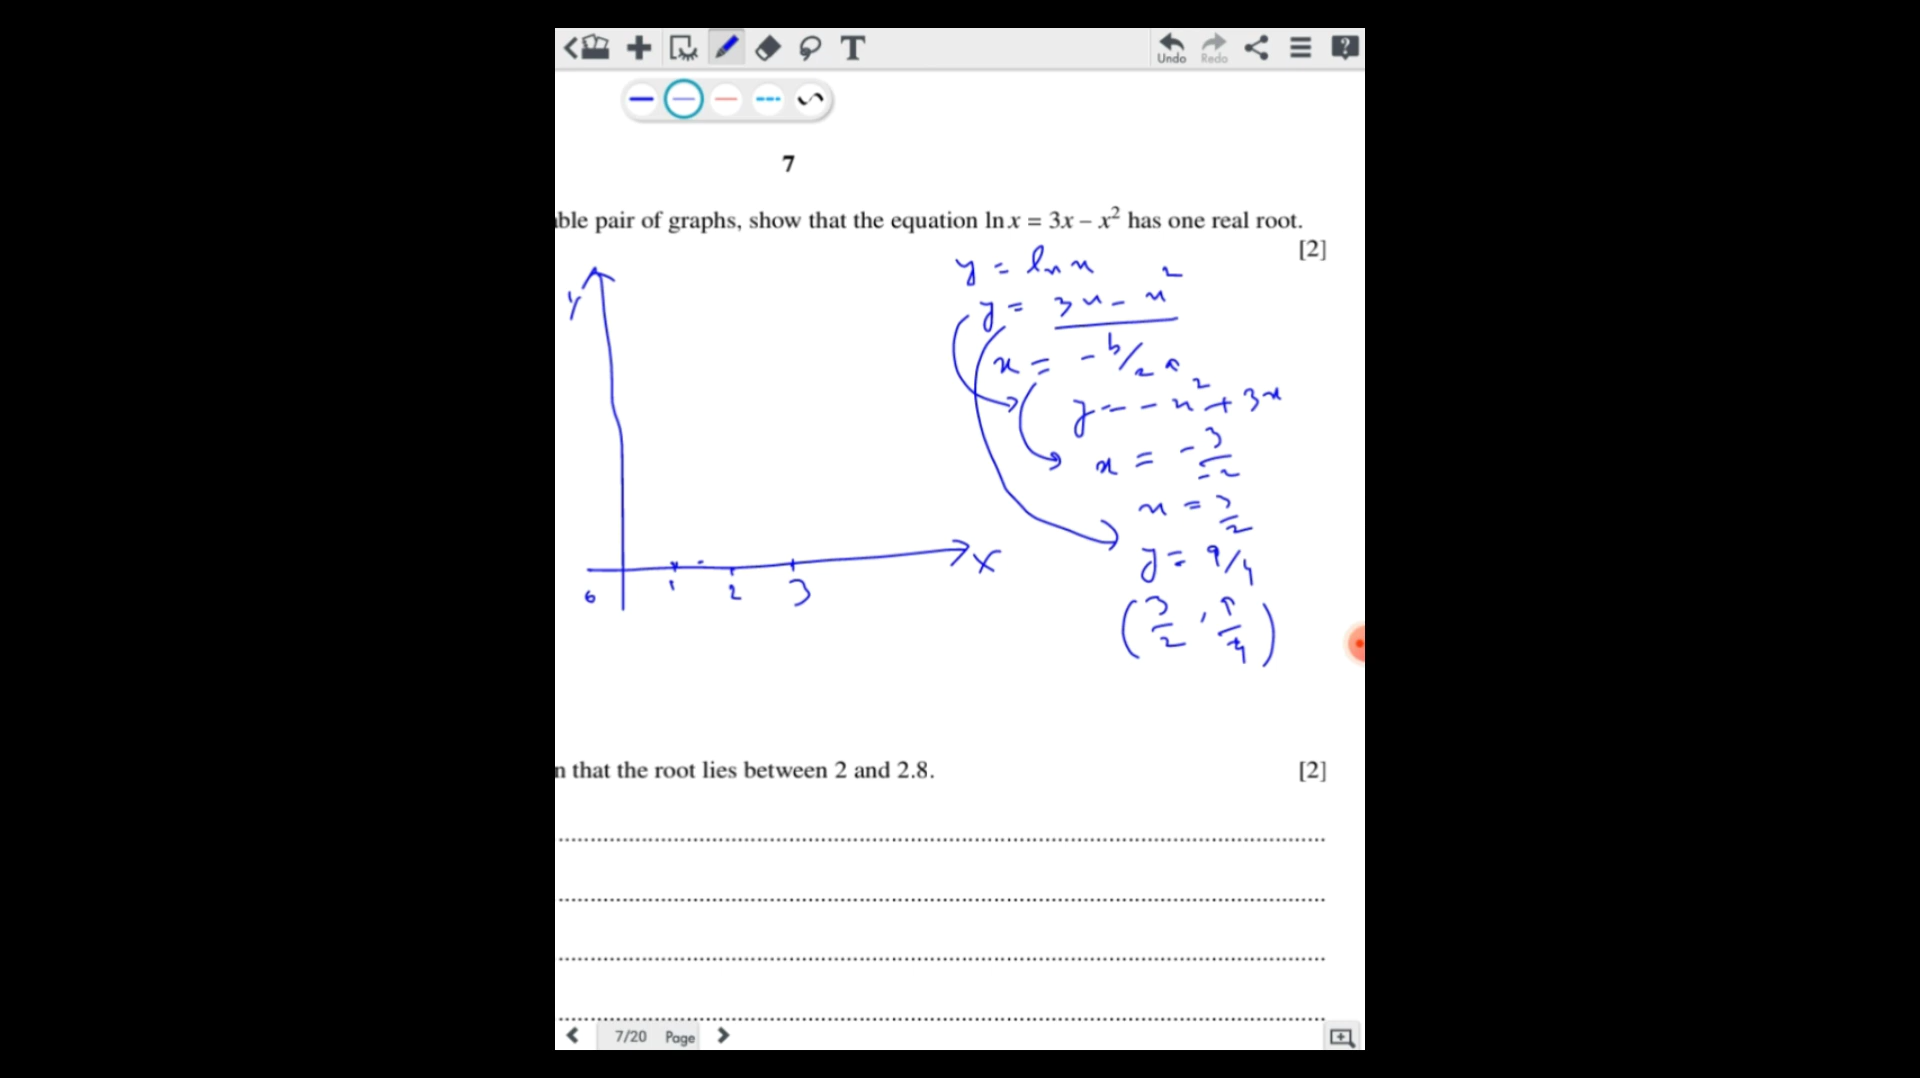 T
Undo
Redo
7
ble pair of graphs, show that the equation ln x = 3x – x² has one real root.
[2]
y = ln x
y = 3x – x²
x = -b/2a
y = -x² + 3x
x = -3/-2
x = 3/2
y = 9/4
(3/2, 9/4)
Y
X
0
1
2
3
n that the root lies between 2 and 2.8.
[2]
7/20 Page